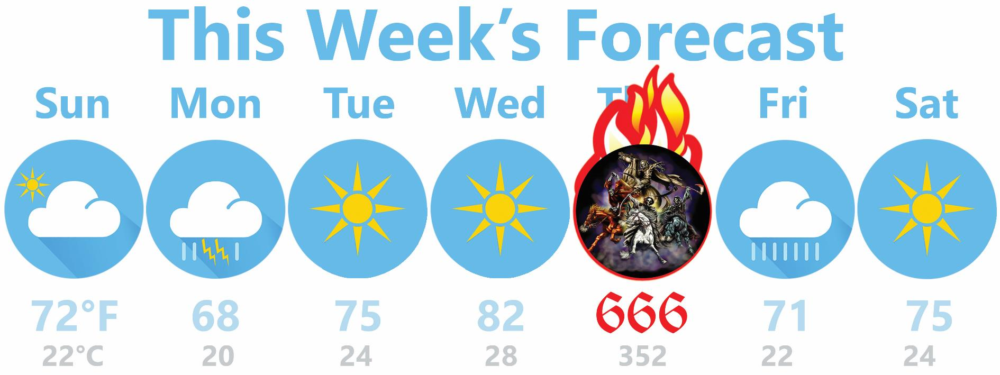 This Week’s Forecast
Sun Mon Tue Wed Fri Sat
72°F 68 75 82 666 71 75
22°C 20 24 28 352 22 24